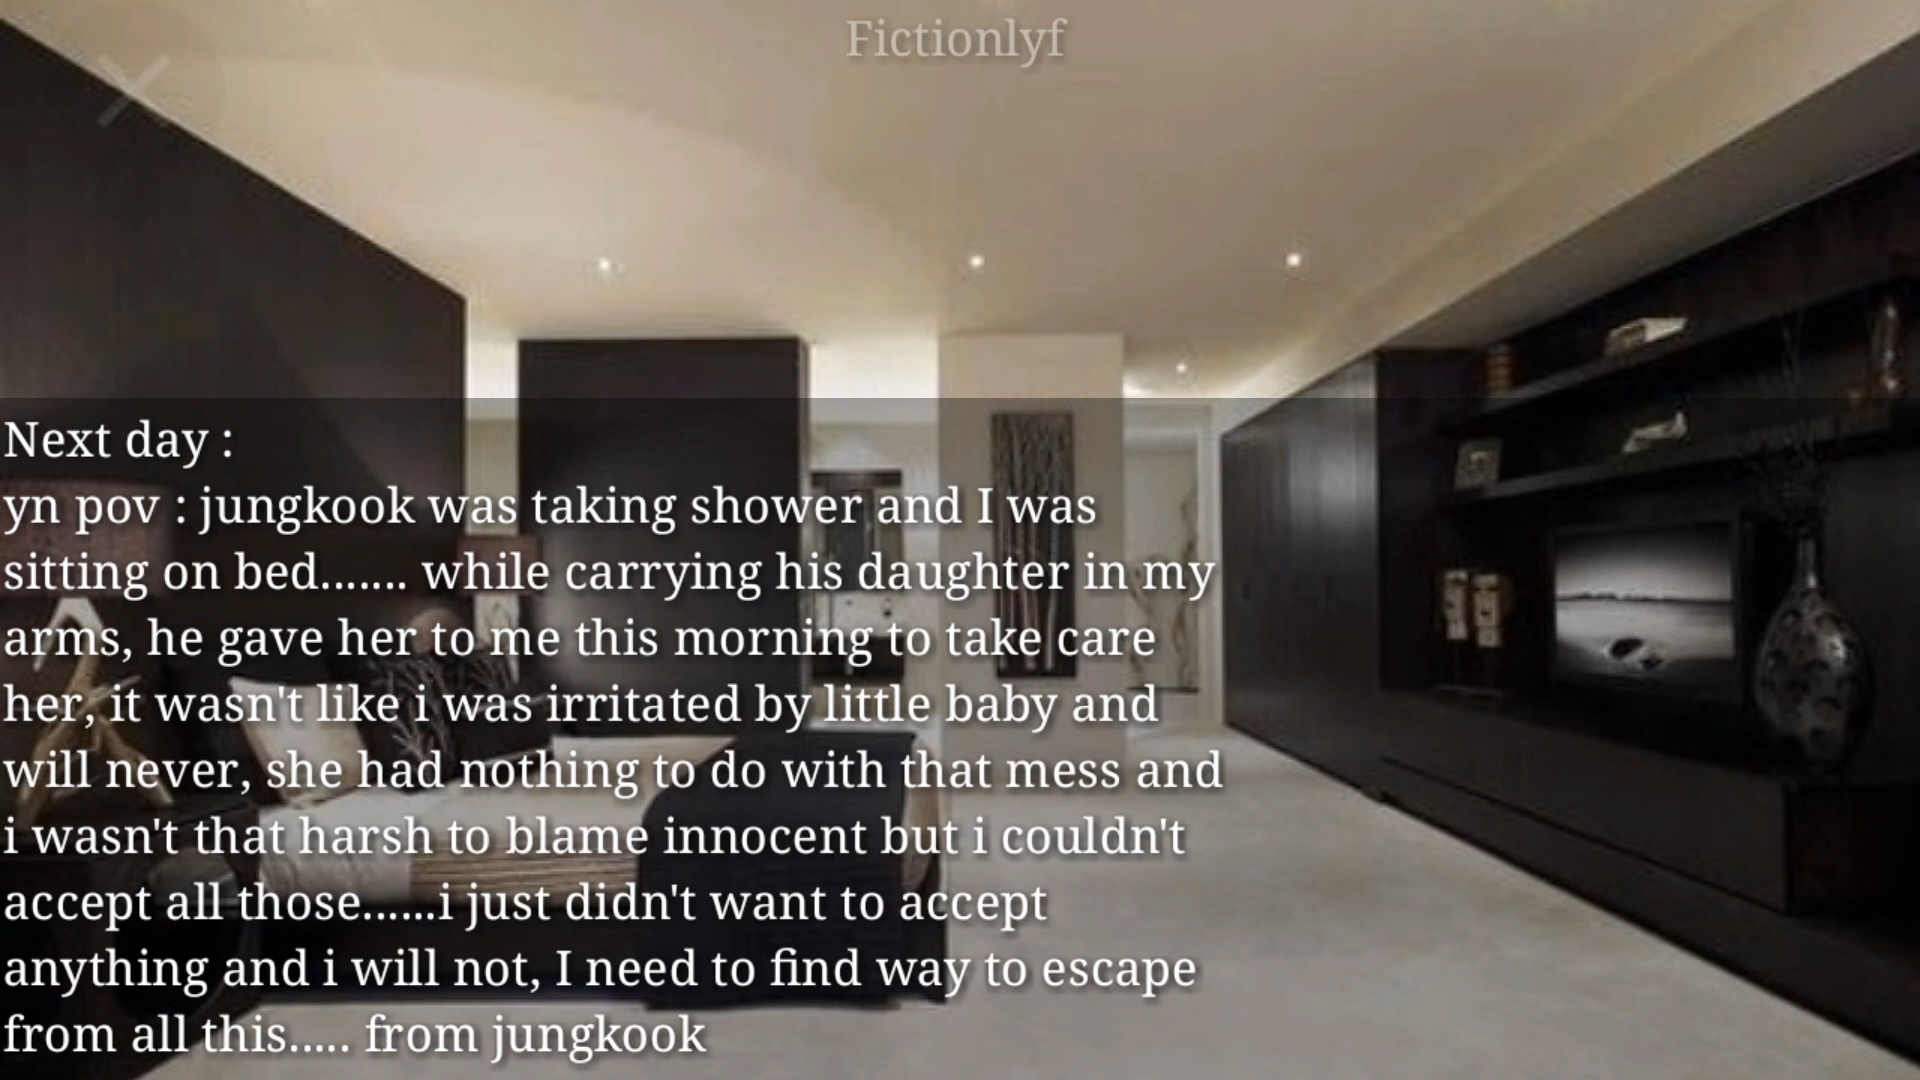 Fictionlyf
Next day :
yn pov : jungkook was taking shower and I was
sitting on bed....... while carrying his daughter in my
arms, he gave her to me this morning to take care
her, it wasn't like i was irritated by little baby and
will never, she had nothing to do with that mess and
i wasn't that harsh to blame innocent but i couldn't
accept all those......i just didn't want to accept
anything and i will not, I need to find way to escape
from all this..... from jungkook